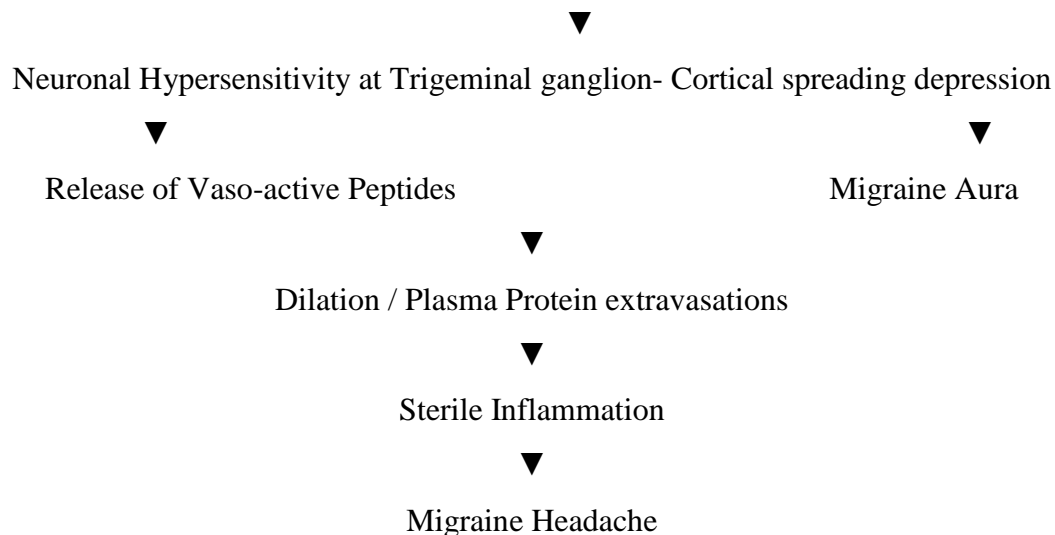 Neuronal Hypersensitivity at Trigeminal ganglion- Cortical spreading depression
Release of Vaso-active Peptides Migraine Aura
Dilation / Plasma Protein extravasations
Sterile Inflammation
Migraine Headache